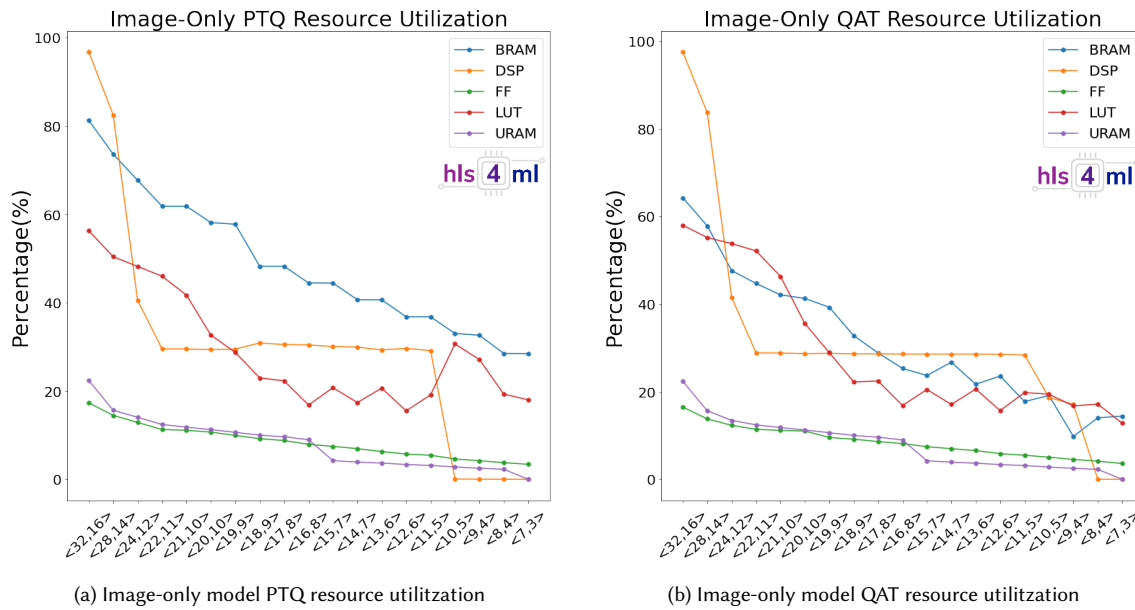 Image-Only PTQ Resource Utilization
100
80
60
40
20
0
Percentage(%)
BRAM
DSP
FF
LUT
URAM
hls 4 ml
<32,16>
<28,14>
<24,12>
<22,11>
<21,10>
<20,10>
<19,9>
<18,9>
<17,8>
<16,8>
<15,7>
<14,7>
<13,6>
<12,6>
<11,5>
<10,5>
<9,4>
<8,4>
<7,3>
(a) Image-only model PTQ resource utilitzation
Image-Only QAT Resource Utilization
100
80
60
40
20
0
Percentage(%)
BRAM
DSP
FF
LUT
URAM
hls 4 ml
<32,16>
<28,14>
<24,12>
<22,11>
<21,10>
<20,10>
<19,9>
<18,9>
<17,8>
<16,8>
<15,7>
<14,7>
<13,6>
<12,6>
<11,5>
<10,5>
<9,4>
<8,4>
<7,3>
(b) Image-only model QAT resource utilitzation